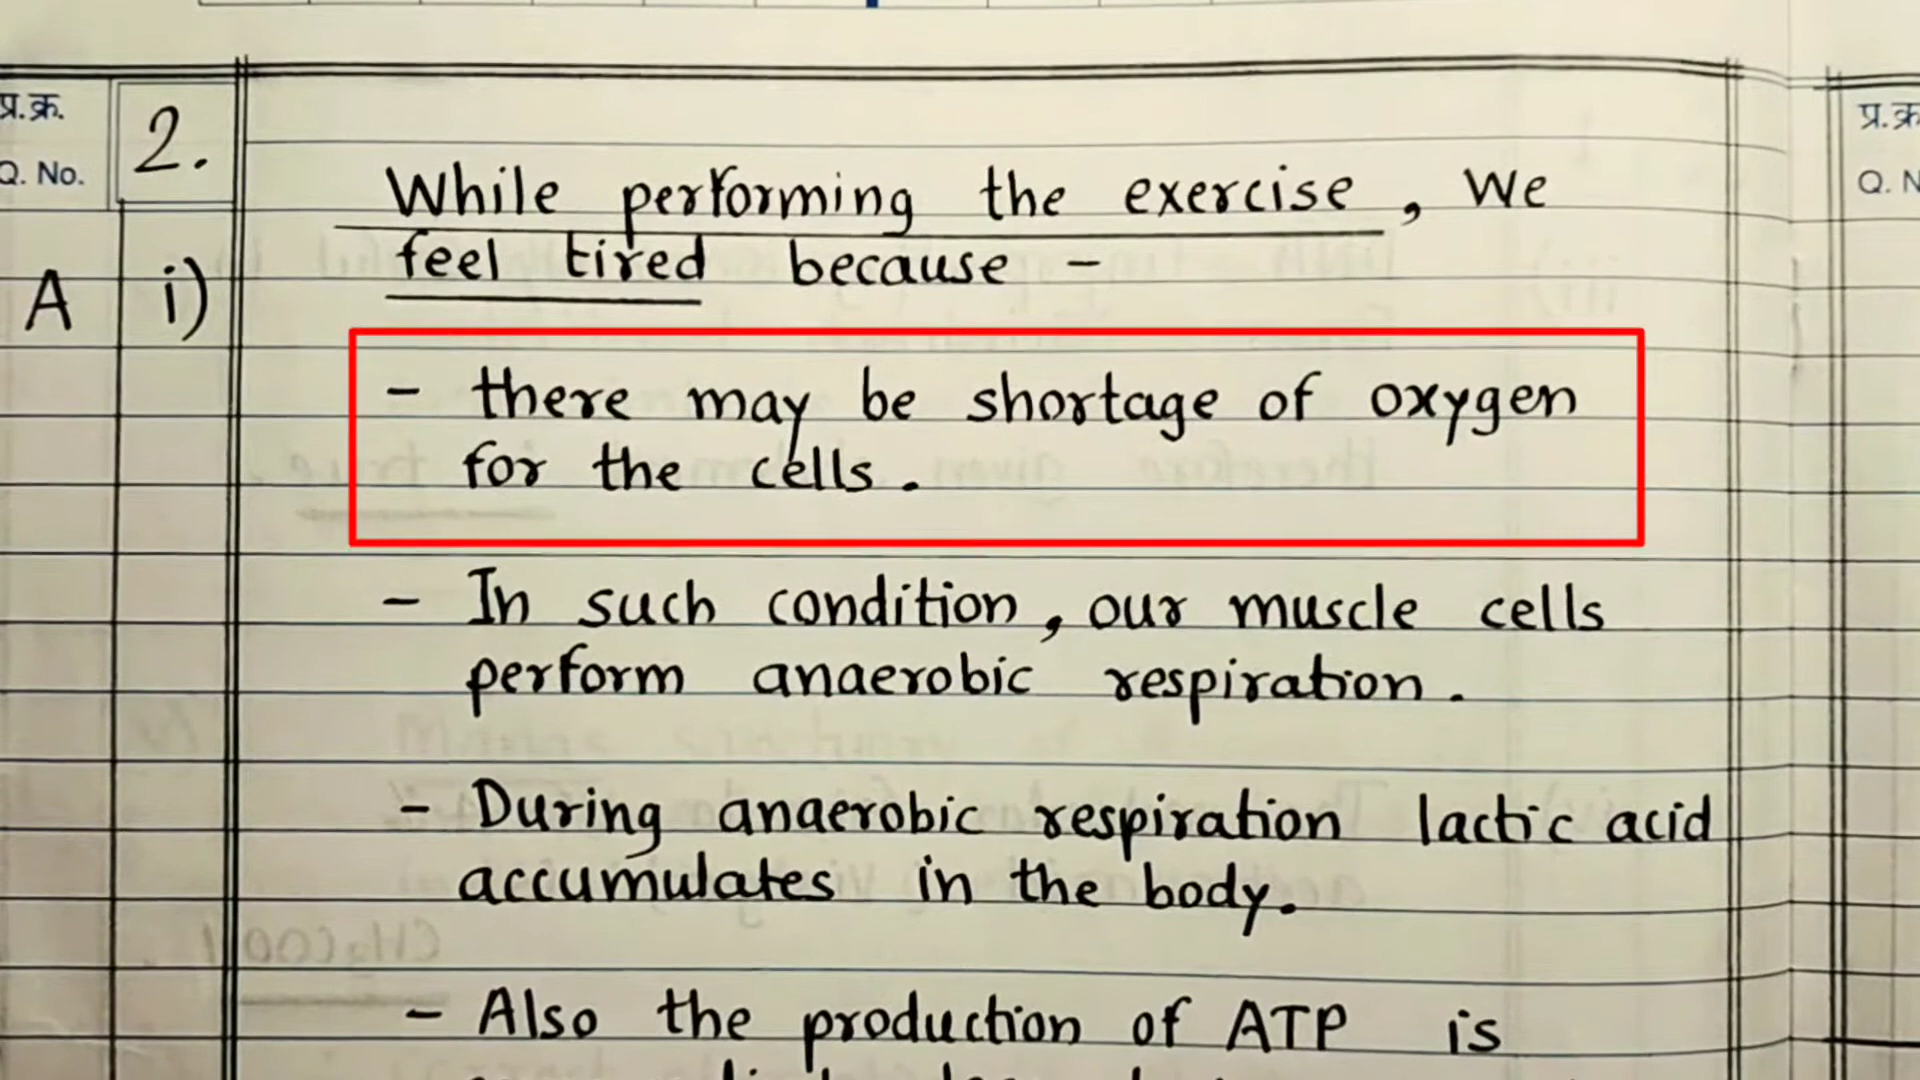 प्र.क्र.
Q. No.
2.
A i)
While performing the exercise, We
feel tired because -
- there may be shortage of oxygen
for the cells.
- In such condition, our muscle cells
perform anaerobic respiration.
- During anaerobic respiration lactic acid
accumulates in the body.
- Also the production of ATP is
प्र.क्र
Q. N